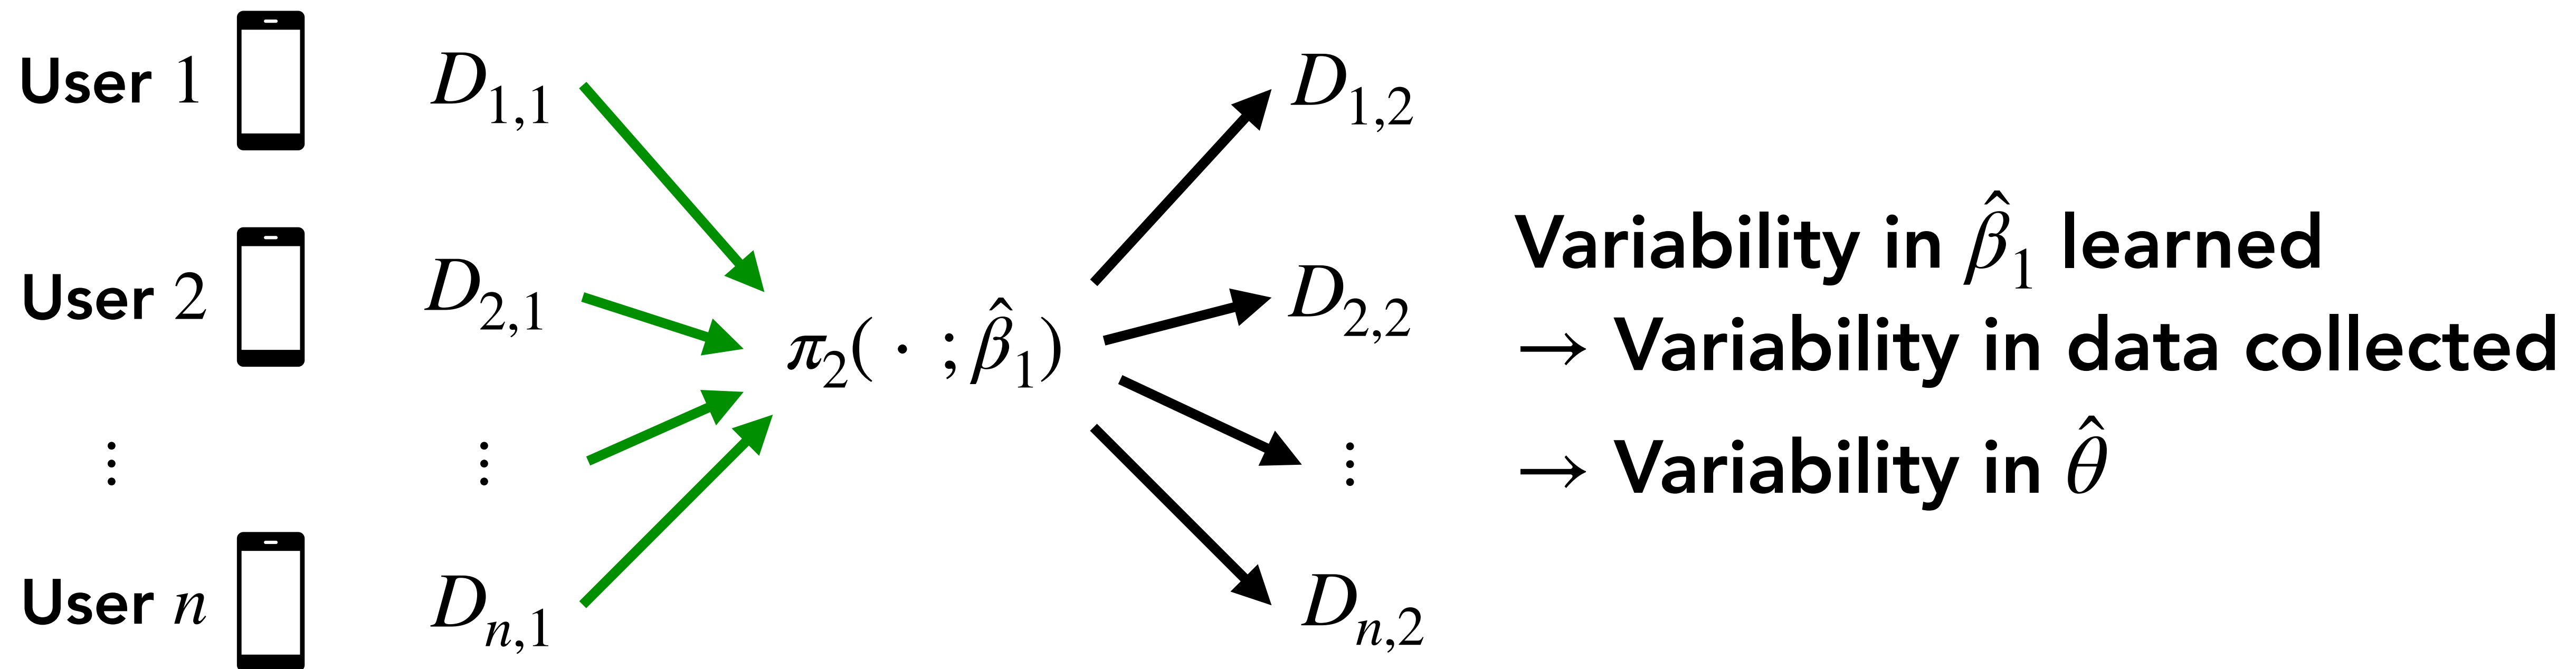 User 1 D₁,₁ D₁,₂
User 2 D₂,₁ π₂( · ; β̂₁) D₂,₂
⋮ ⋮ ⋮
User n Dₙ,₁ Dₙ,₂
Variability in β̂₁ learned
→ Variability in data collected
→ Variability in θ̂